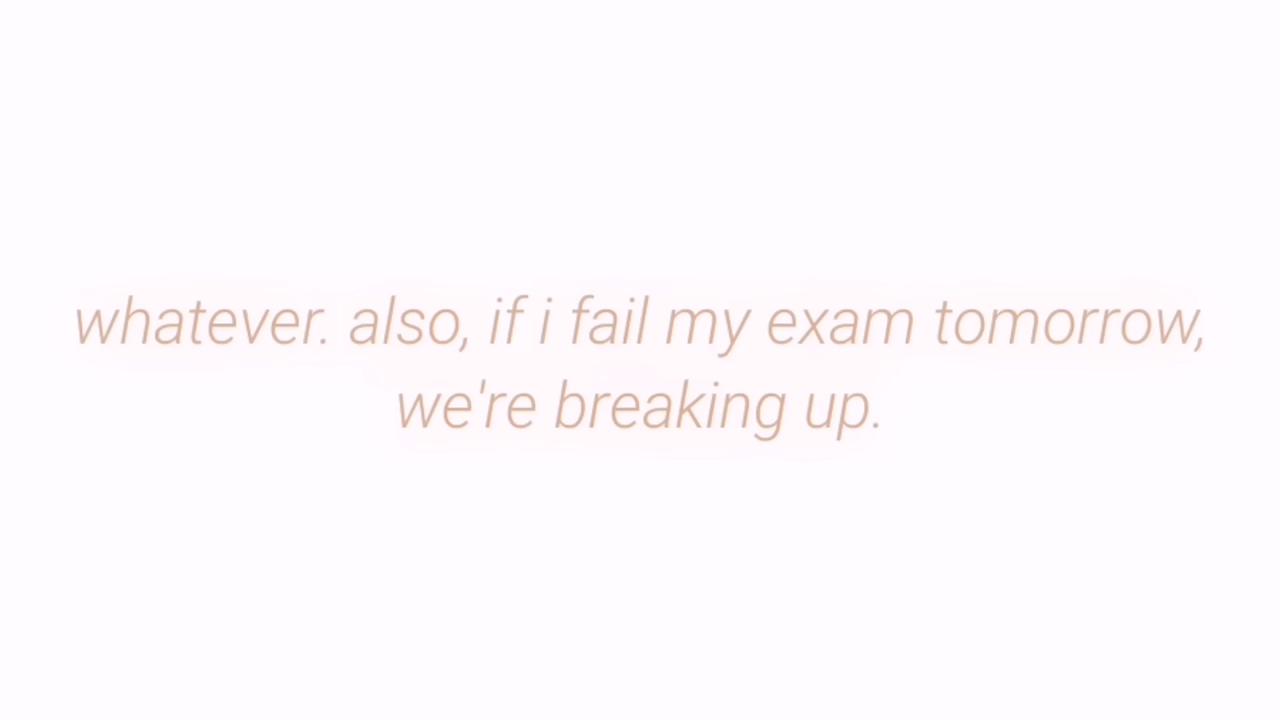 whatever. also, if i fail my exam tomorrow,
we're breaking up.